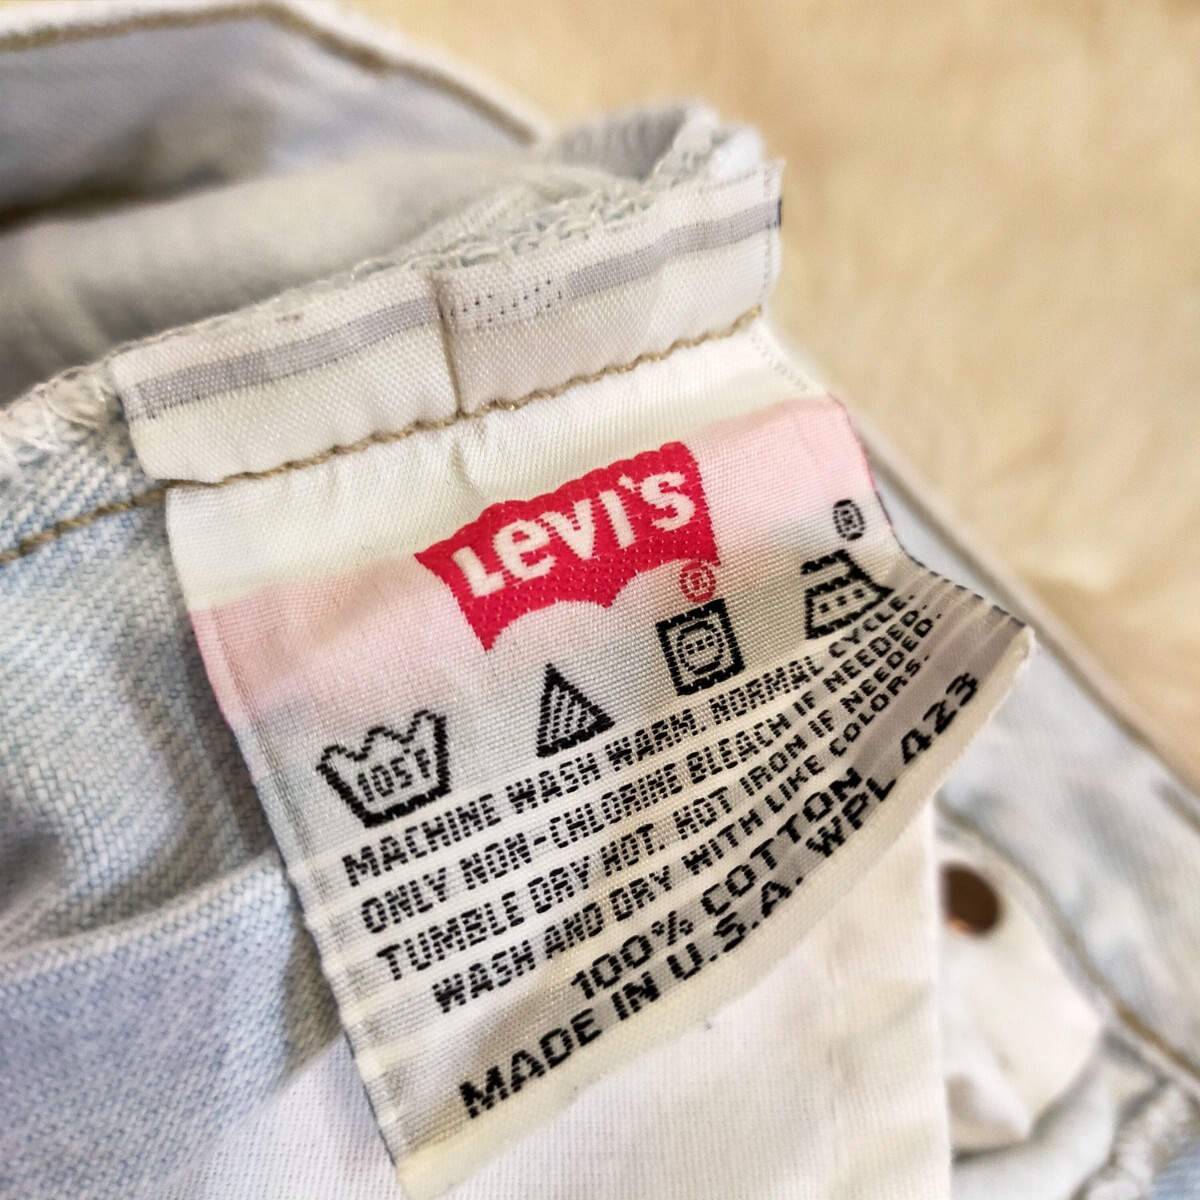 Levi's
®
®
105F
MACHINE WASH WARM, NORMAL CYCLE.
ONLY NON-CHLORINE BLEACH IF NEEDED.
TUMBLE DRY HOT. HOT IRON IF NEEDED.
WASH AND DRY WITH LIKE COLORS.
100% COTTON
MADE IN U.S.A. WPL 423